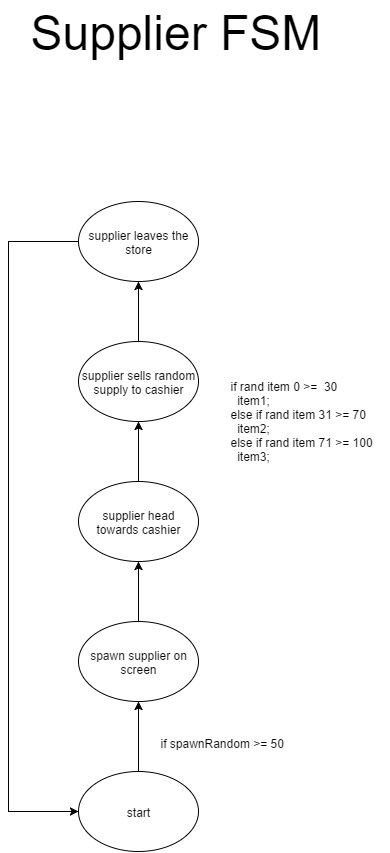 Supplier FSM
supplier leaves the
store
supplier sells random
supply to cashier
if rand item 0 >= 30
item1;
else if rand item 31 >= 70
item2;
else if rand item 71 >= 100
item3;
supplier head
towards cashier
spawn supplier on
screen
if spawnRandom >= 50
start